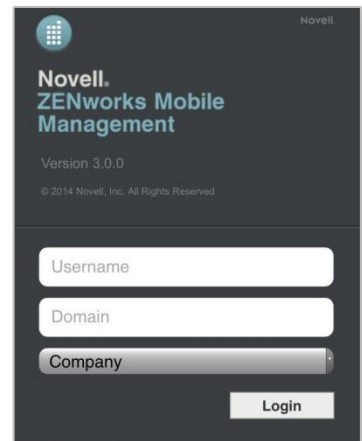 Novell
Novell.
ZENworks Mobile
Management
Version 3.0.0
© 2014 Novell, Inc. All Rights Reserved
Username
Domain
Company
Login